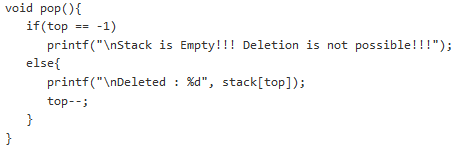 void pop(){
   if(top == -1)
      printf("\nStack is Empty!!! Deletion is not possible!!!");
   else{
      printf("\nDeleted : %d", stack[top]);
      top--;
   }
}